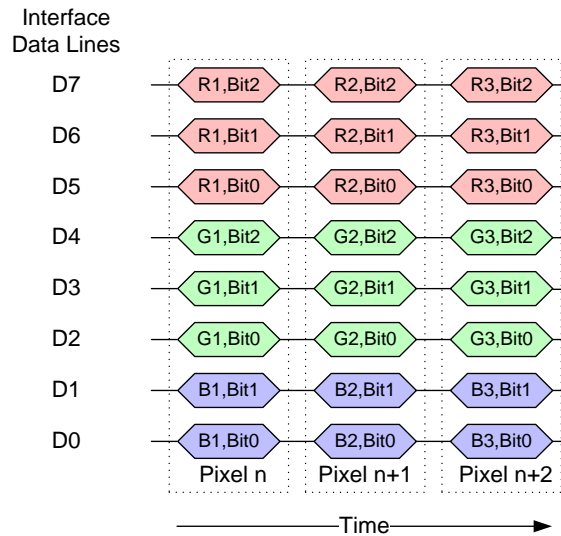 Interface
Data Lines
D7 R1,Bit2 R2,Bit2 R3,Bit2
D6 R1,Bit1 R2,Bit1 R3,Bit1
D5 R1,Bit0 R2,Bit0 R3,Bit0
D4 G1,Bit2 G2,Bit2 G3,Bit2
D3 G1,Bit1 G2,Bit1 G3,Bit1
D2 G1,Bit0 G2,Bit0 G3,Bit0
D1 B1,Bit1 B2,Bit1 B3,Bit1
D0 B1,Bit0 B2,Bit0 B3,Bit0
Pixel n Pixel n+1 Pixel n+2
Time